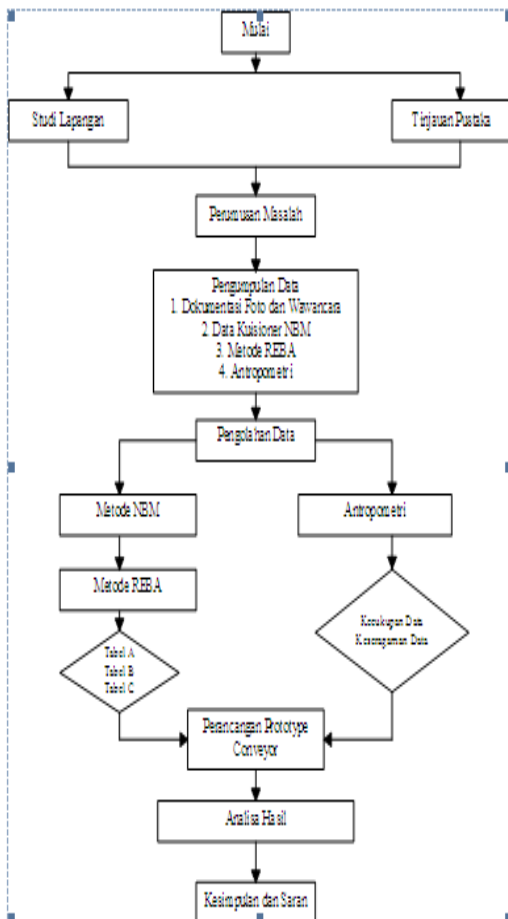 Mulai
Studi Lapangan
Tinjauan Pustaka
Perumusan Masalah
Pengumpulan Data
1. Dokumentasi Foto dan Wawancara
2. Data Kuisioner NBM
3. Metode REBA
4. Antropometri
Pengolahan Data
Metode NBM
Antropometri
Metode REBA
Kecukupan Data
Keseragaman Data
Tabel A
Tabel B
Tabel C
Perancangan Prototype
Conveyor
Analisa Hasil
Kesimpulan dan Saran